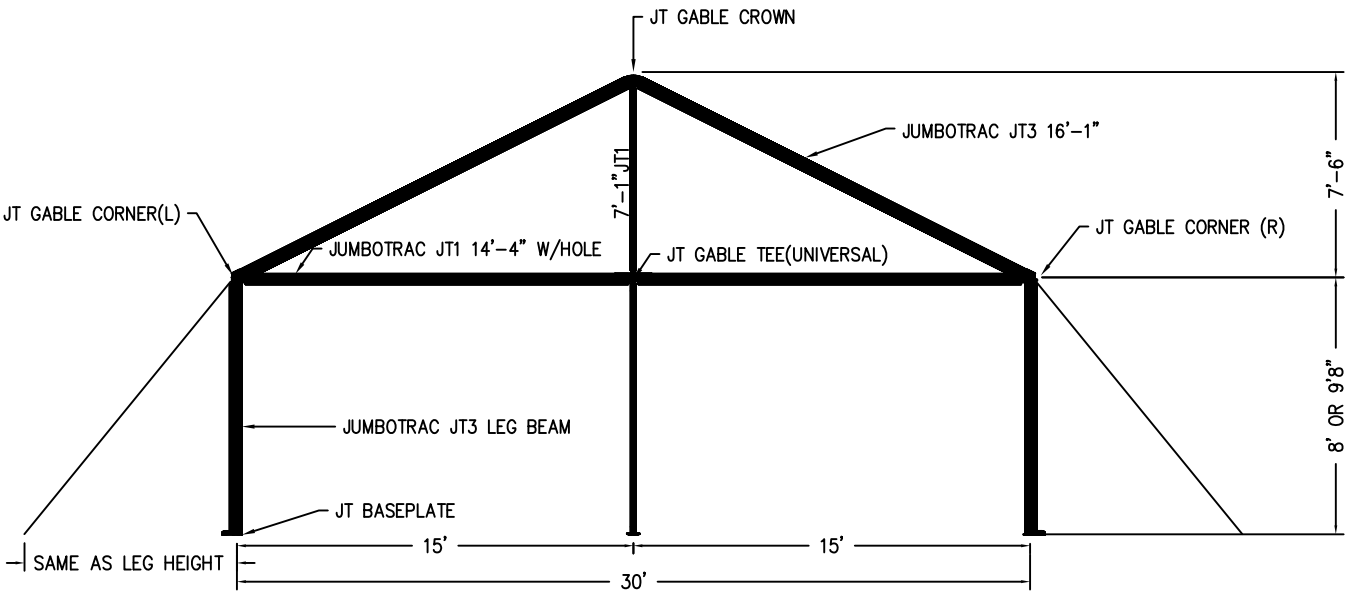 JT GABLE CROWN
JUMBOTRAC JT3 16'-1"
7'-1" JT1
7'-6"
JT GABLE CORNER(L)
JT GABLE CORNER (R)
JUMBOTRAC JT1 14'-4" W/HOLE
JT GABLE TEE(UNIVERSAL)
8' OR 9'8"
JUMBOTRAC JT3 LEG BEAM
JT BASEPLATE
15'
15'
SAME AS LEG HEIGHT
30'